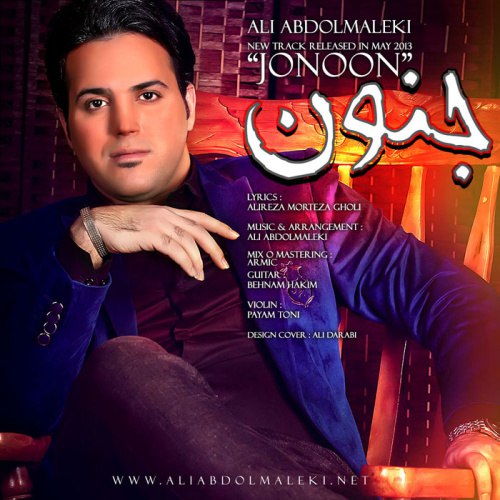 ALI ABDOLMALEKI
NEW TRACK RELEASED IN MAY 2013
“JONOON”
جنون
LYRICS :
ALIREZA MORTEZA GHOLI
MUSIC & ARRANGEMENT :
ALI ABDOLMALEKI
MIX O MASTERING :
ARMIC
GUITAR :
BEHNAM HAKIM
VIOLIN :
PAYAM TONI
DESIGN COVER : ALI DARABI
WWW.ALIABDOLMALEKI.NET